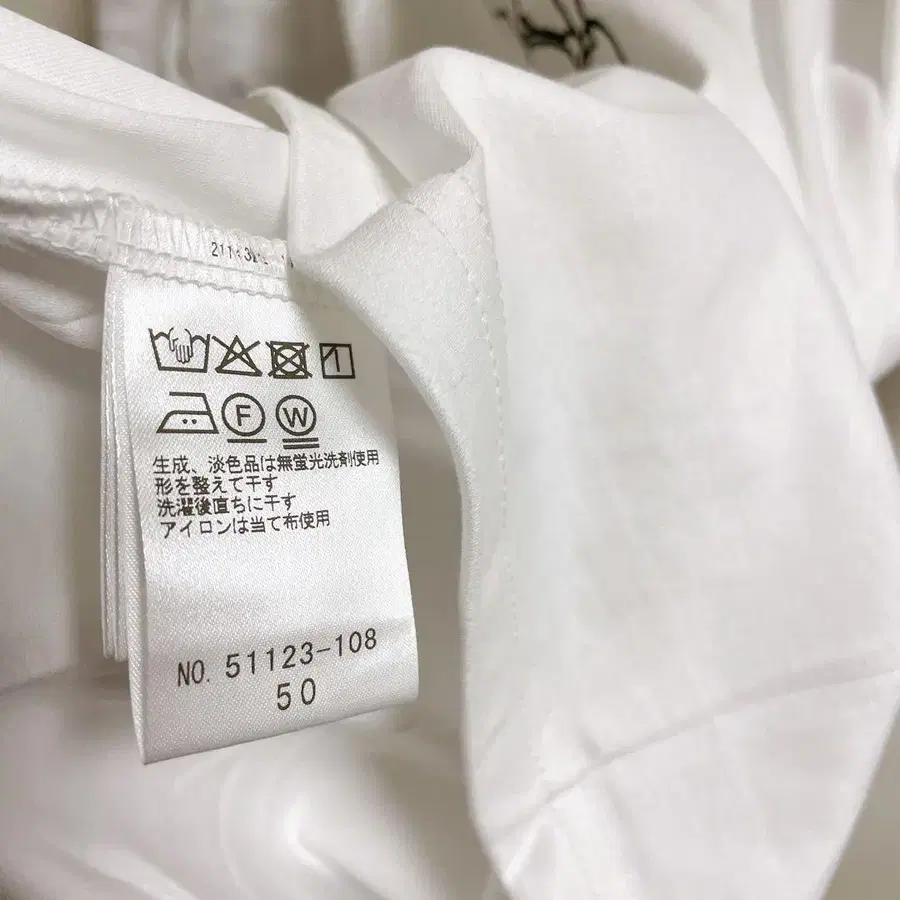 F W
生成、淡色品は無蛍光洗剤使用
形を整えて干す
洗濯後直ちに干す
アイロンは当て布使用
NO. 51123-108
50